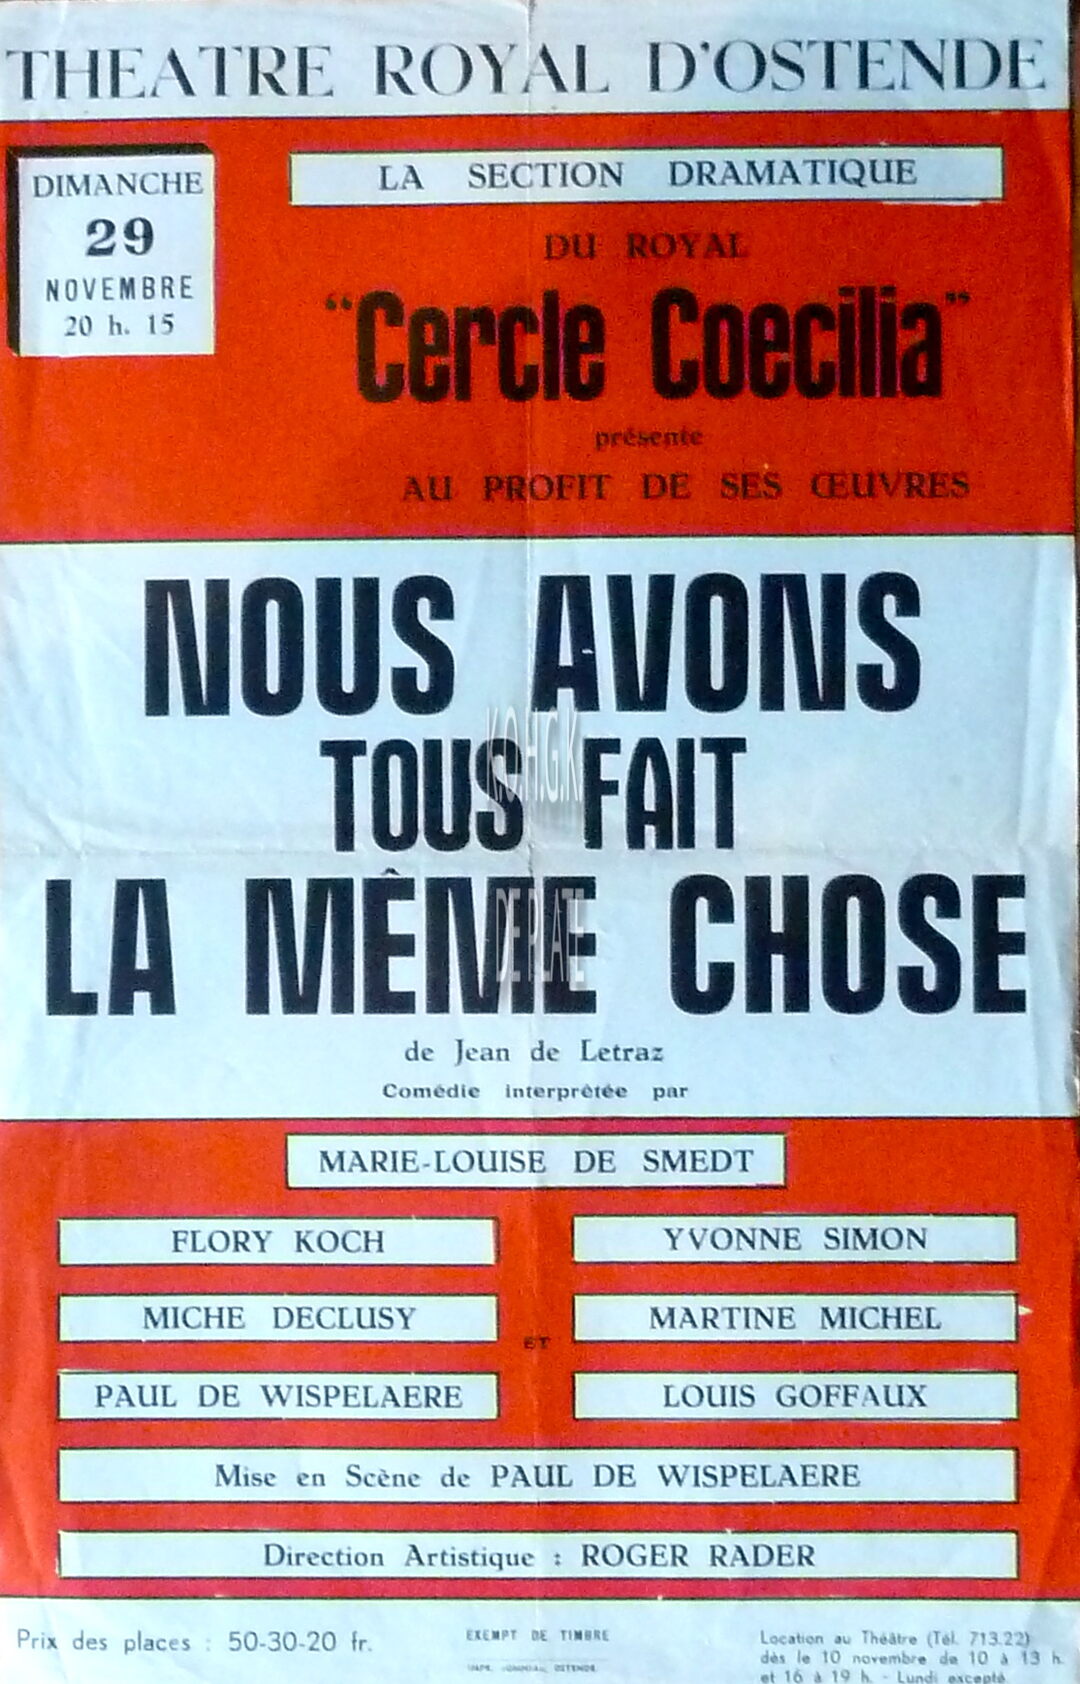 THEATRE ROYAL D'OSTENDE
DIMANCHE
29
NOVEMBRE
20 h. 15
LA SECTION DRAMATIQUE
DU ROYAL
"Cercle Coecilia"
présente
AU PROFIT DE SES ŒUVRES
NOUS AVONS
TOUS FAIT
LA MÊME CHOSE
K.O.H.G.K
DE PLATE
de Jean de Letraz
Comédie interprêtée par
MARIE-LOUISE DE SMEDT
FLORY KOCH
YVONNE SIMON
MICHE DECLUSY
MARTINE MICHEL
ET
PAUL DE WISPELAERE
LOUIS GOFFAUX
Mise en Scène de PAUL DE WISPELAERE
Direction Artistique : ROGER RADER
Prix des places : 50-30-20 fr.
EXEMPT DE TIMBRE
OSTENDE
Location au Théâtre (Tél. 713.22)
dès le 10 novembre de 10 à 13 h.
et 16 à 19 h. - Lundi excepté